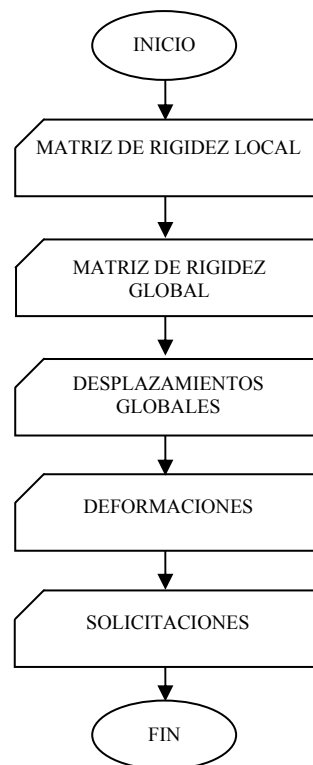 INICIO
MATRIZ DE RIGIDEZ LOCAL
MATRIZ DE RIGIDEZ
GLOBAL
DESPLAZAMIENTOS
GLOBALES
DEFORMACIONES
SOLICITACIONES
FIN